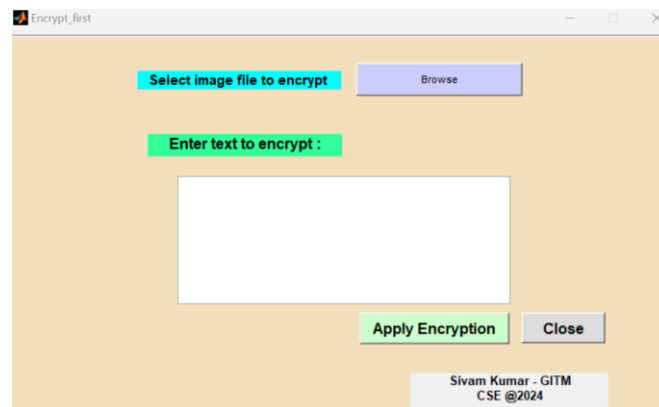 Encrypt_first
Select image file to encrypt
Browse
Enter text to encrypt :
Apply Encryption
Close
Sivam Kumar - GITM
CSE @2024